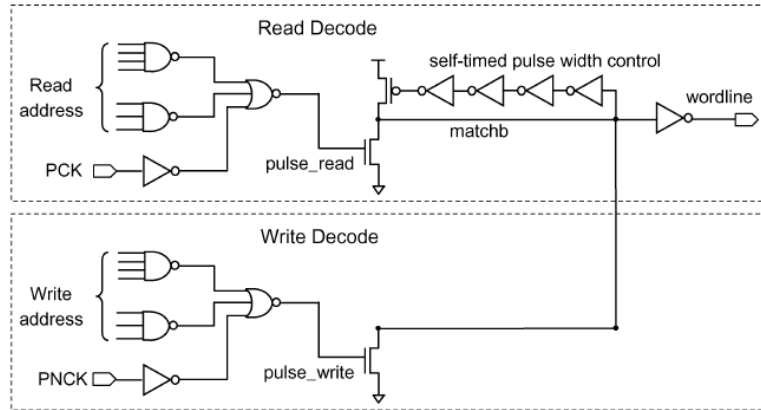 Read Decode
self-timed pulse width control
Read
address
wordline
matchb
PCK
pulse_read
Write Decode
Write
address
PNCK
pulse_write